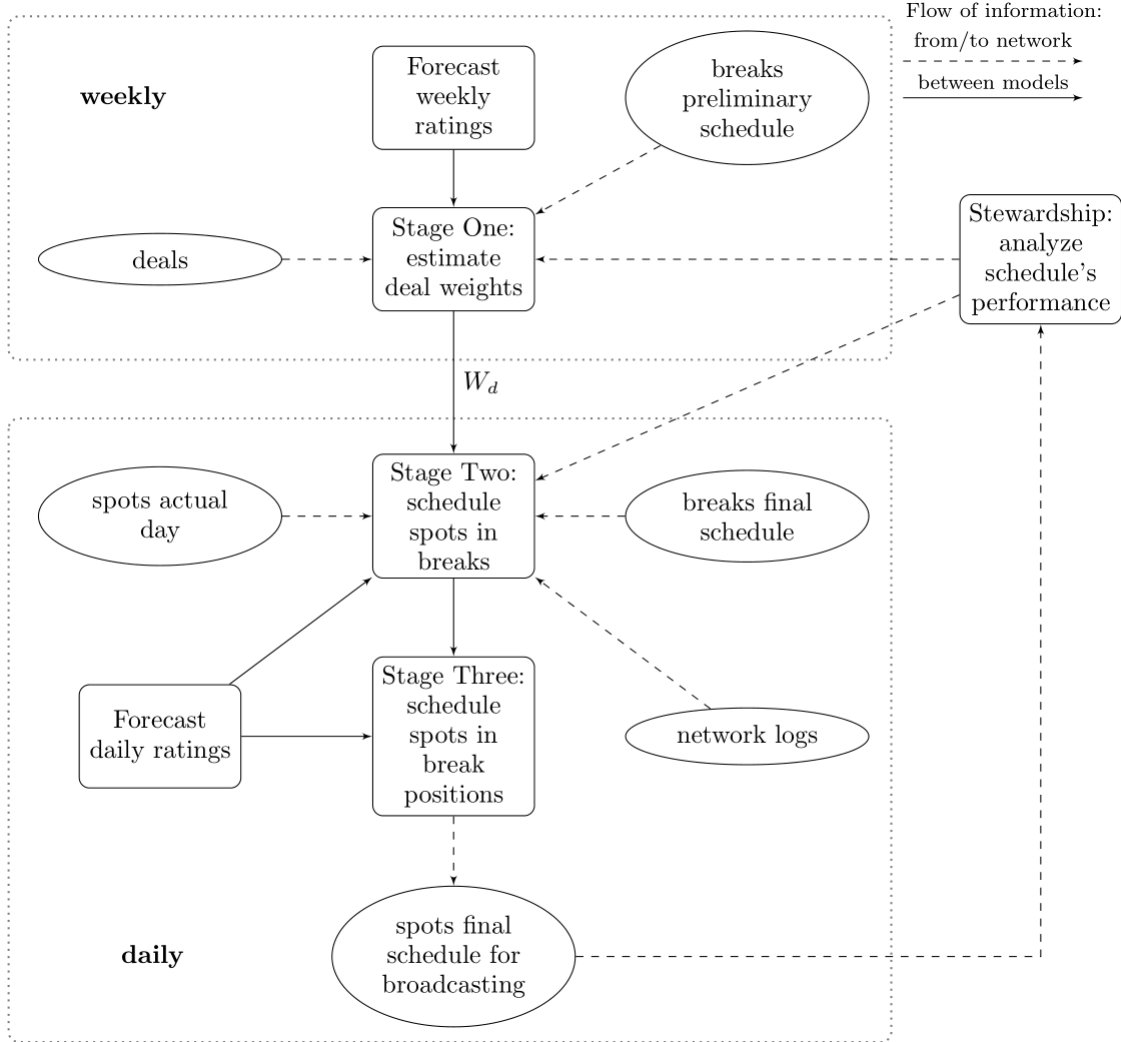 Flow of information:
from/to network
between models
weekly
Forecast
weekly
ratings
breaks
preliminary
schedule
deals
Stage One:
estimate
deal weights
Stewardship:
analyze
schedule's
performance
W_d
spots actual
day
Stage Two:
schedule
spots in
breaks
breaks final
schedule
Forecast
daily ratings
Stage Three:
schedule
spots in
break
positions
network logs
daily
spots final
schedule for
broadcasting